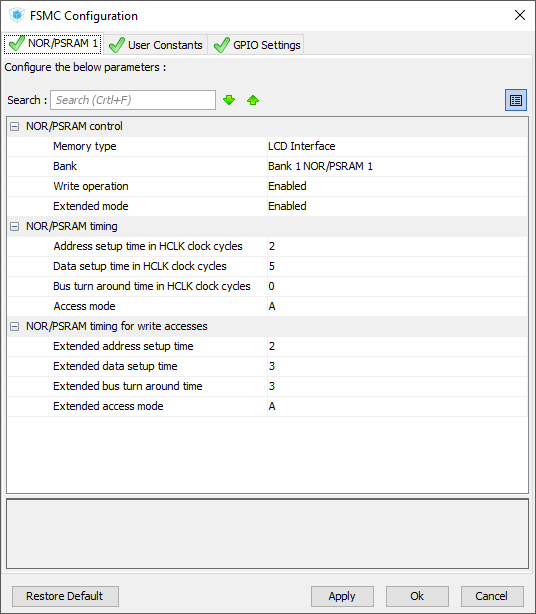 FSMC Configuration
NOR/PSRAM 1 User Constants GPIO Settings
Configure the below parameters :
Search : Search (Crtl+F)
NOR/PSRAM control
Memory type LCD Interface
Bank Bank 1 NOR/PSRAM 1
Write operation Enabled
Extended mode Enabled
NOR/PSRAM timing
Address setup time in HCLK clock cycles 2
Data setup time in HCLK clock cycles 5
Bus turn around time in HCLK clock cycles 0
Access mode A
NOR/PSRAM timing for write accesses
Extended address setup time 2
Extended data setup time 3
Extended bus turn around time 3
Extended access mode A
Restore Default Apply Ok Cancel